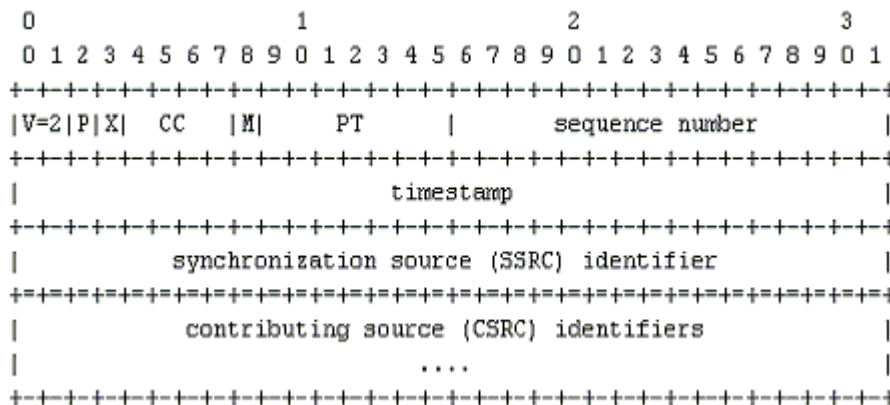 0                   1                   2                   3
0 1 2 3 4 5 6 7 8 9 0 1 2 3 4 5 6 7 8 9 0 1 2 3 4 5 6 7 8 9 0 1
+-+-+-+-+-+-+-+-+-+-+-+-+-+-+-+-+-+-+-+-+-+-+-+-+-+-+-+-+-+-+-+-+
|V=2|P|X|  CC   |M|     PT      |       sequence number         |
+-+-+-+-+-+-+-+-+-+-+-+-+-+-+-+-+-+-+-+-+-+-+-+-+-+-+-+-+-+-+-+-+
|                           timestamp                           |
+-+-+-+-+-+-+-+-+-+-+-+-+-+-+-+-+-+-+-+-+-+-+-+-+-+-+-+-+-+-+-+-+
|           synchronization source (SSRC) identifier            |
+=+=+=+=+=+=+=+=+=+=+=+=+=+=+=+=+=+=+=+=+=+=+=+=+=+=+=+=+=+=+=+=+
|            contributing source (CSRC) identifiers             |
|                             ....                              |
+-+-+-+-+-+-+-+-+-+-+-+-+-+-+-+-+-+-+-+-+-+-+-+-+-+-+-+-+-+-+-+-+